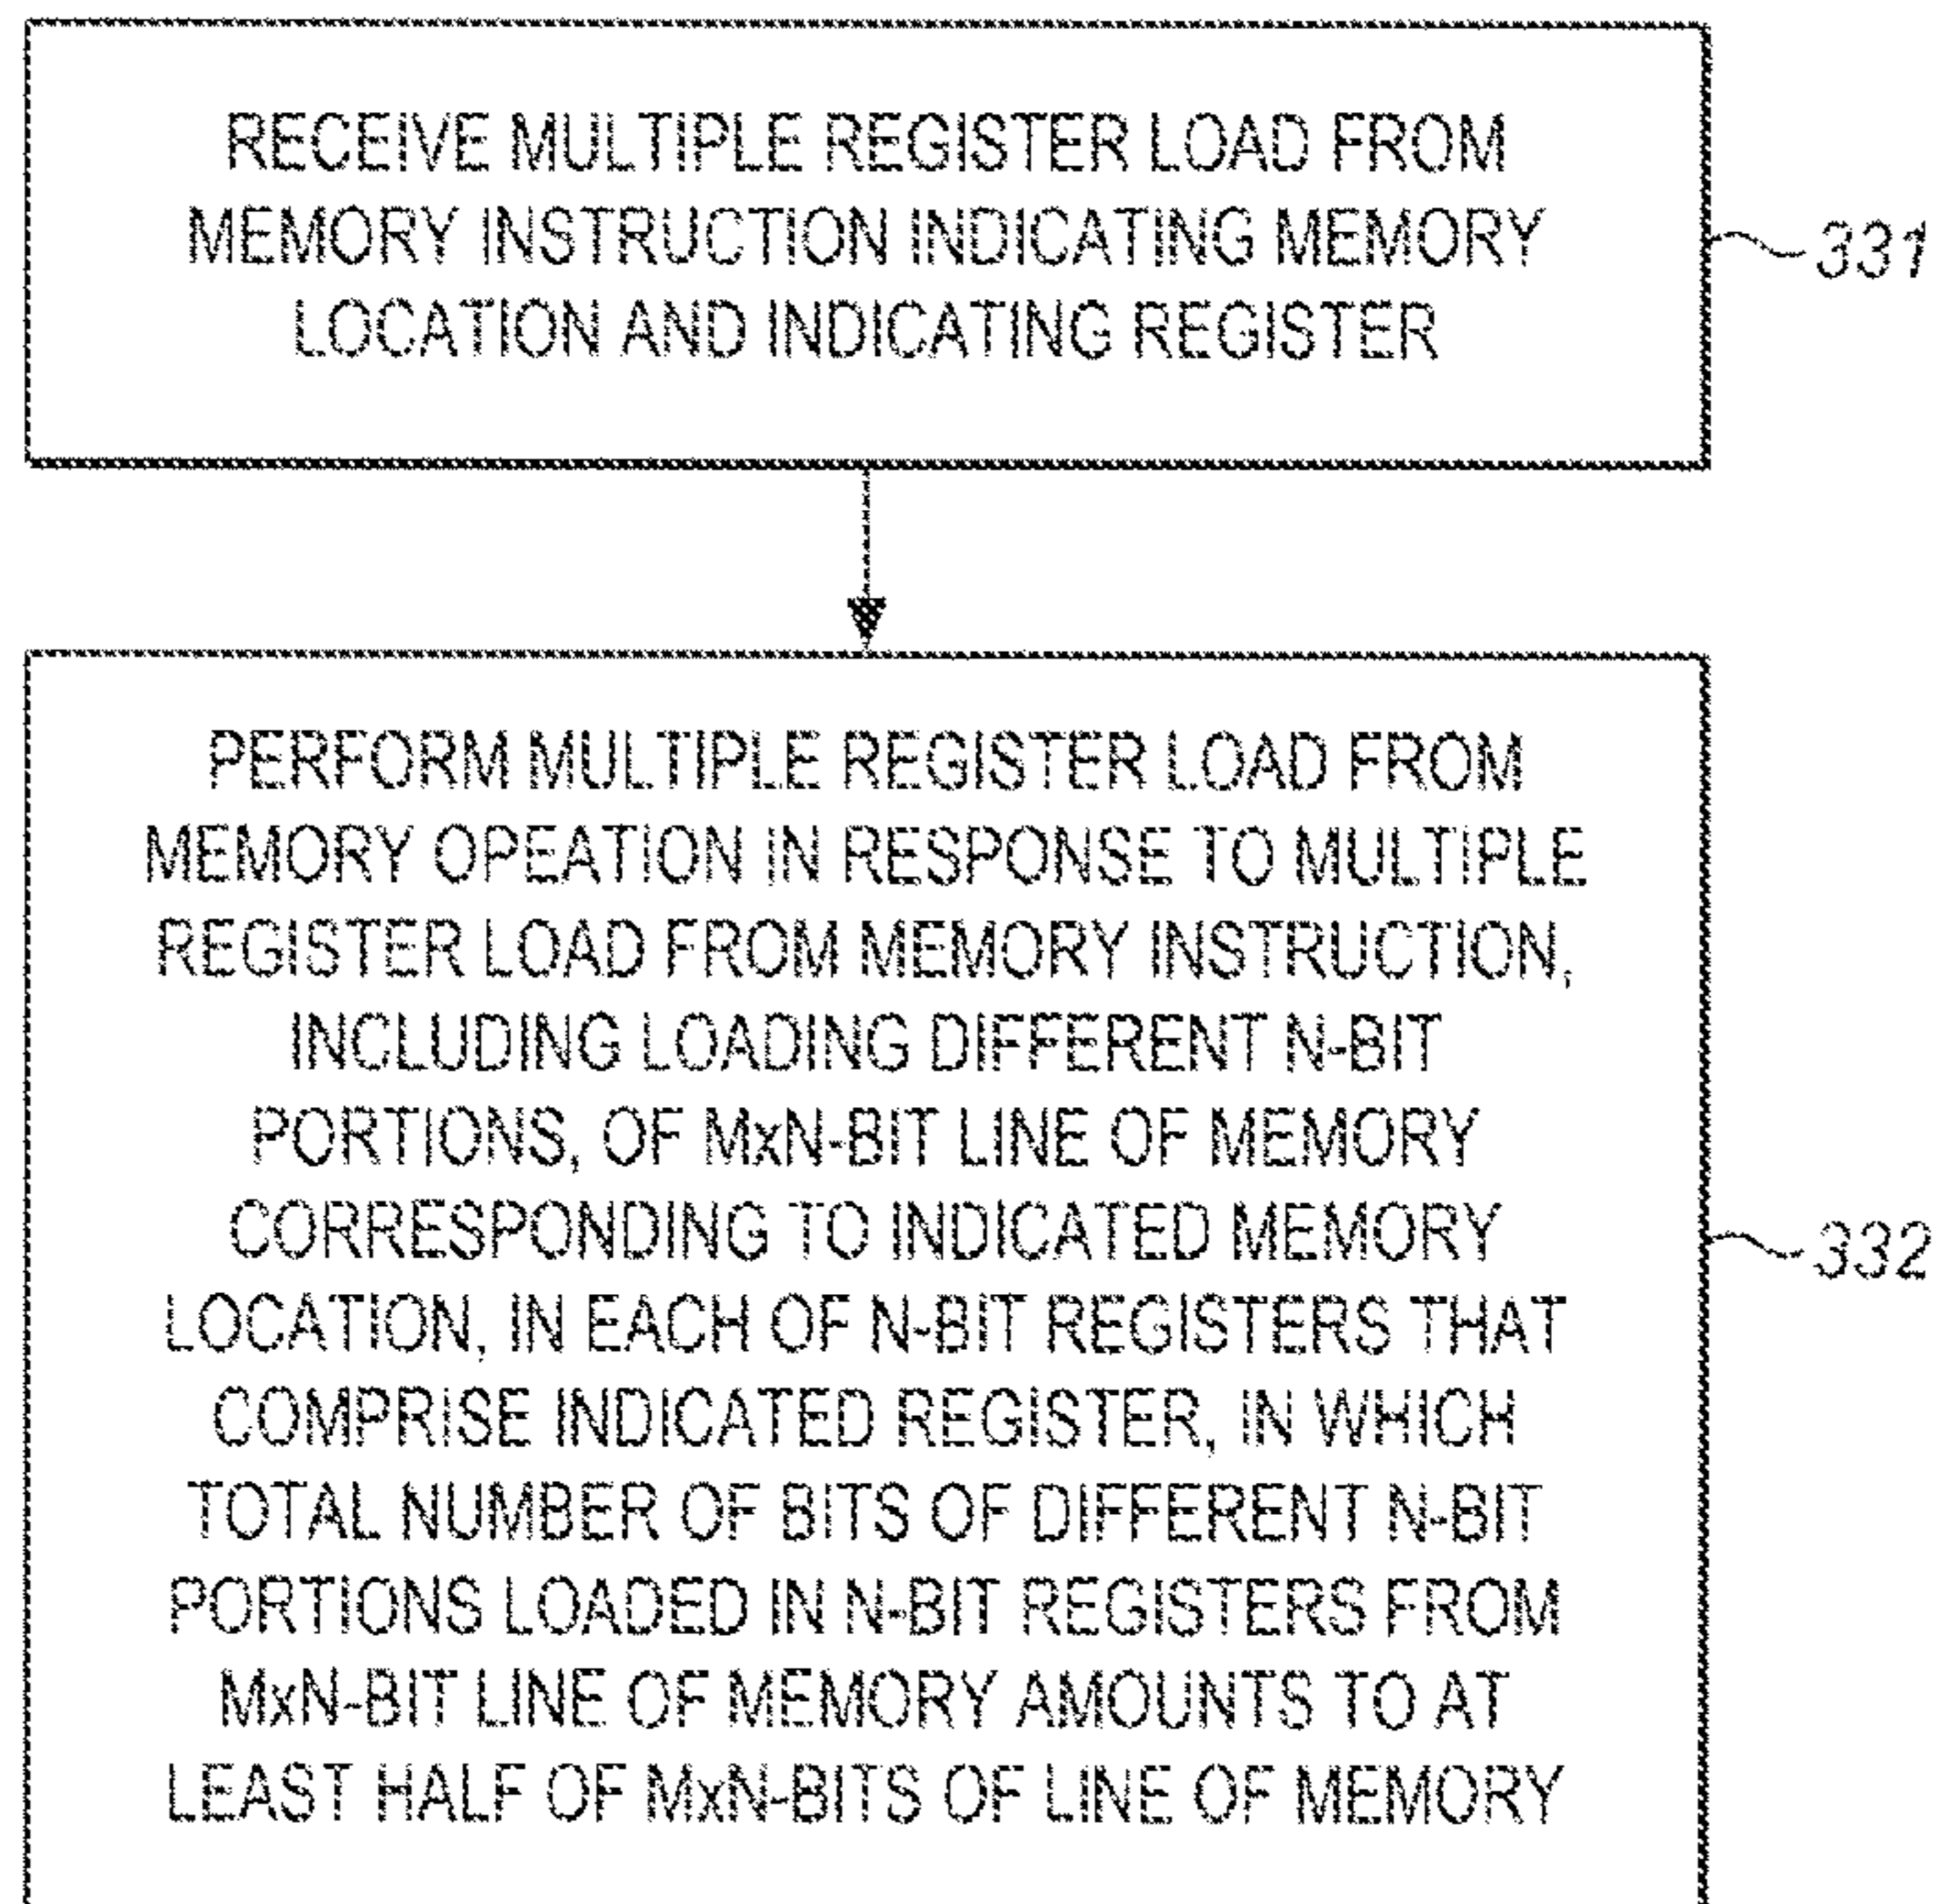 RECEIVE MULTIPLE REGISTER LOAD FROM
MEMORY INSTRUCTION INDICATING MEMORY
LOCATION AND INDICATING REGISTER
331
PERFORM MULTIPLE REGISTER LOAD FROM
MEMORY OPEATION IN RESPONSE TO MULTIPLE
REGISTER LOAD FROM MEMORY INSTRUCTION,
INCLUDING LOADING DIFFERENT N-BIT
PORTIONS, OF MxN-BIT LINE OF MEMORY
CORRESPONDING TO INDICATED MEMORY
LOCATION, IN EACH OF N-BIT REGISTERS THAT
COMPRISE INDICATED REGISTER, IN WHICH
TOTAL NUMBER OF BITS OF DIFFERENT N-BIT
PORTIONS LOADED IN N-BIT REGISTERS FROM
MxN-BIT LINE OF MEMORY AMOUNTS TO AT
LEAST HALF OF MxN-BITS OF LINE OF MEMORY
332